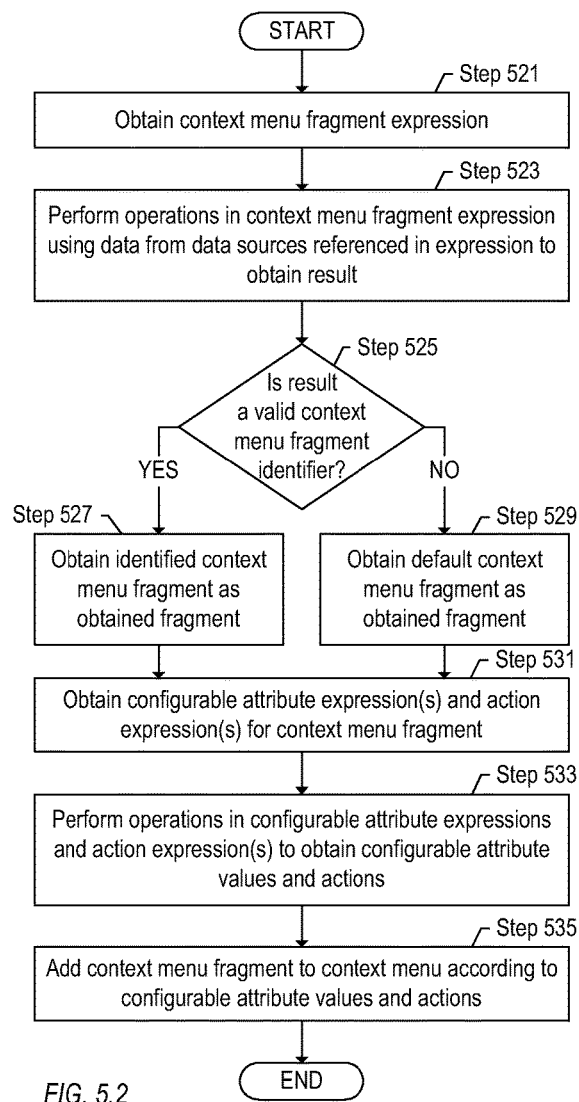 START
Step 521
Obtain context menu fragment expression
Step 523
Perform operations in context menu fragment expression
using data from data sources referenced in expression to
obtain result
Step 525
Is result
a valid context
menu fragment
identifier?
YES
NO
Step 527
Step 529
Obtain identified context
menu fragment as
obtained fragment
Obtain default context
menu fragment as
obtained fragment
Step 531
Obtain configurable attribute expression(s) and action
expression(s) for context menu fragment
Step 533
Perform operations in configurable attribute expressions
and action expression(s) to obtain configurable attribute
values and actions
Step 535
Add context menu fragment to context menu according to
configurable attribute values and actions
END
FIG. 5.2